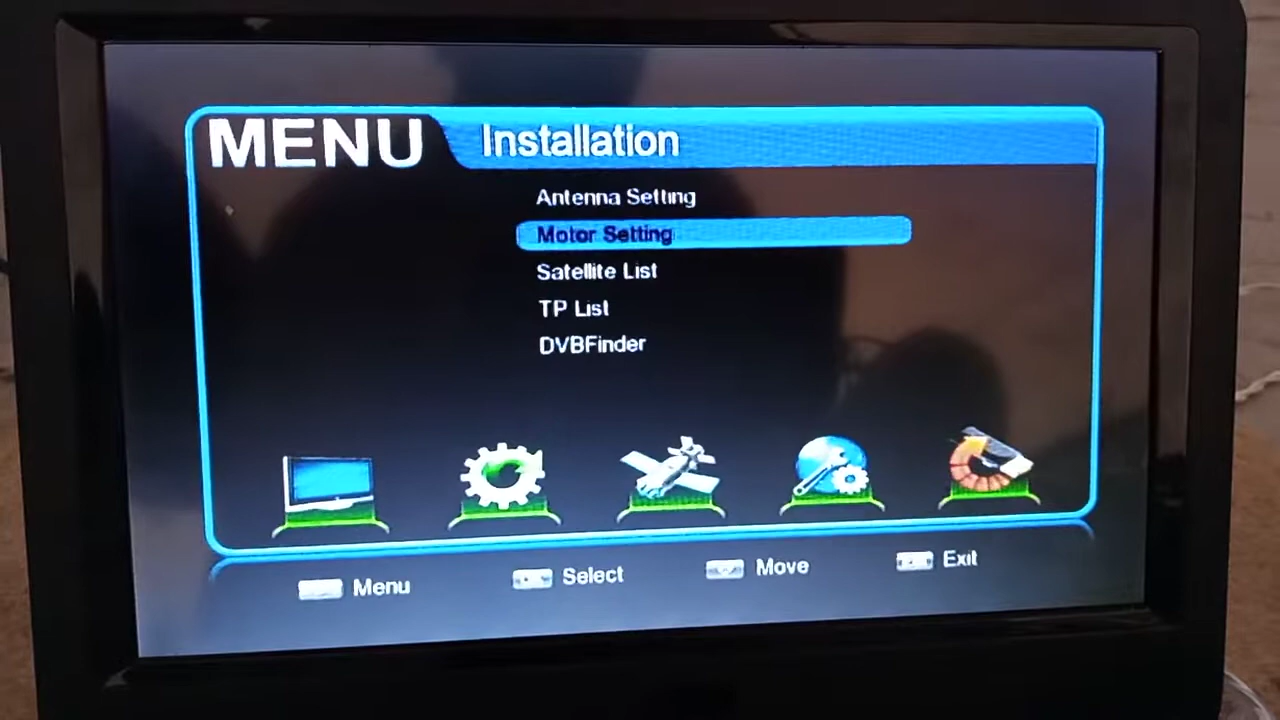 MENU Installation
Antenna Setting
Motor Setting
Satellite List
TP List
DVBFinder
Menu Select Move Exit